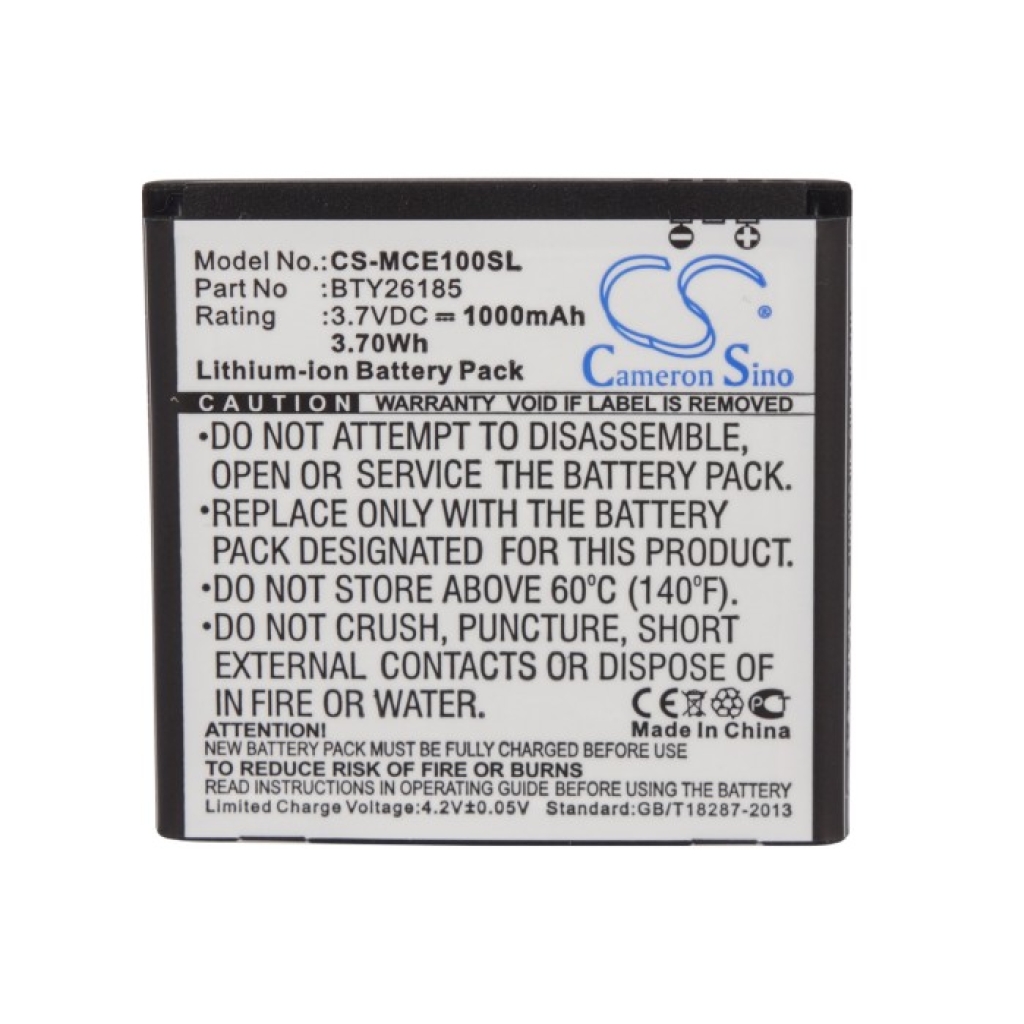 Model No.:CS-MCE100SL
Part No :BTY26185
Rating :3.7VDC ⎓ 1000mAh
3.70Wh
Lithium-ion Battery Pack
CS®
Cameron Sino
CAUTION WARRANTY VOID IF LABEL IS REMOVED
•DO NOT ATTEMPT TO DISASSEMBLE,
OPEN OR SERVICE THE BATTERY PACK.
•REPLACE ONLY WITH THE BATTERY
PACK DESIGNATED FOR THIS PRODUCT.
•DO NOT STORE ABOVE 60°C (140°F).
•DO NOT CRUSH, PUNCTURE, SHORT
EXTERNAL CONTACTS OR DISPOSE OF
IN FIRE OR WATER.
CE PCT
Made In China
ATTENTION!
NEW BATTERY PACK MUST BE FULLY CHARGED BEFORE USE
TO REDUCE RISK OF FIRE OR BURNS
READ INSTRUCTIONS IN OPERATING GUIDE BEFORE USING THE BATTERY
Limited Charge Voltage:4.2V±0.05V Standard:GB/T18287-2013